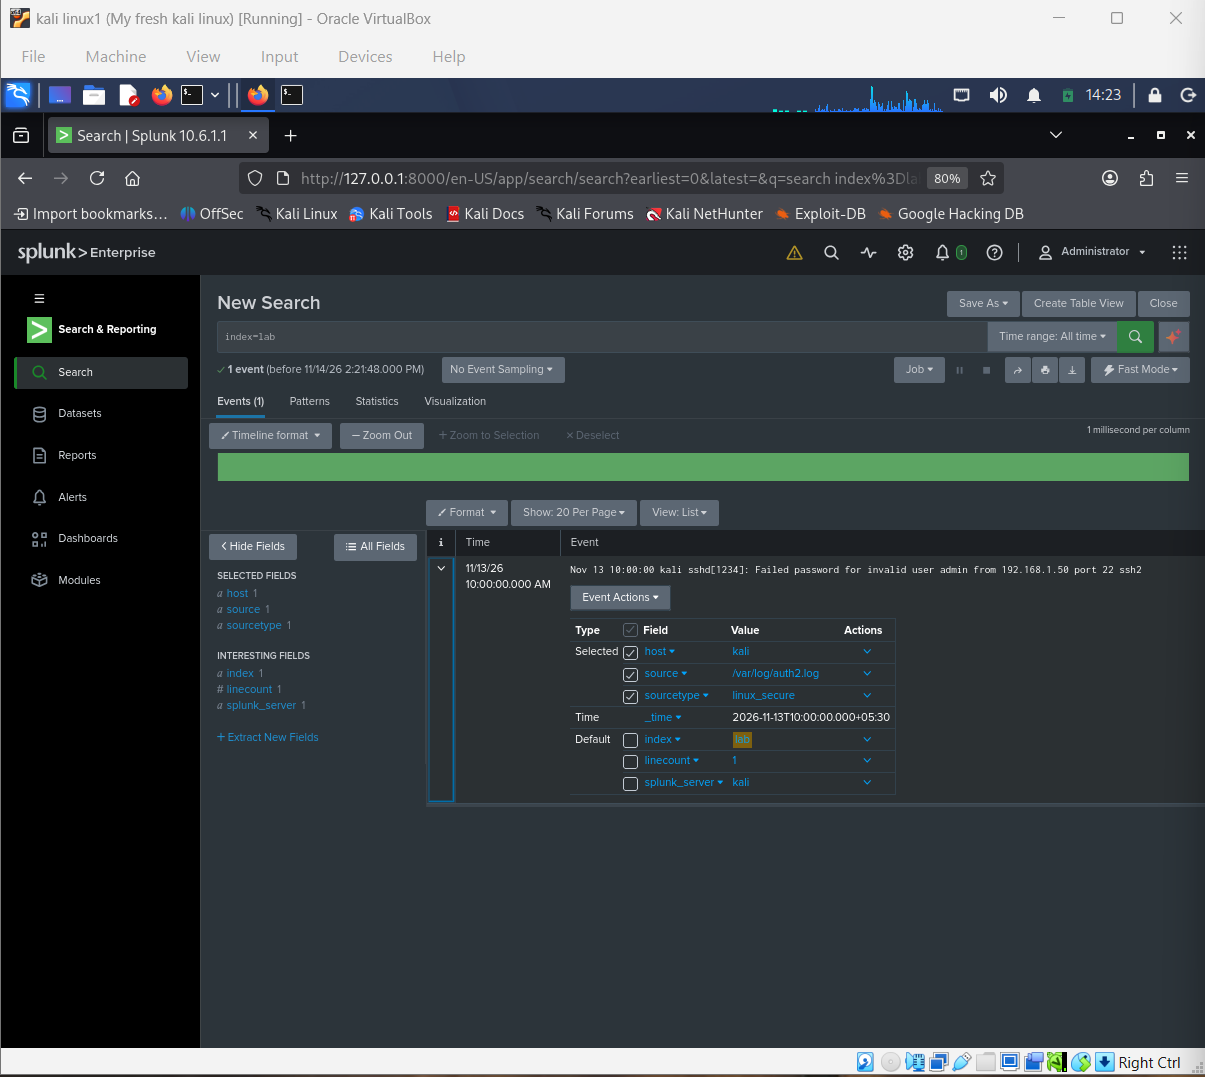 kali linux1 (My fresh kali linux) [Running] - Oracle VirtualBox
File Machine View Input Devices Help
14:23
Search | Splunk 10.6.1.1
http://127.0.0.1:8000/en-US/app/search/search?earliest=0&latest=&q=search index%3Dla 80%
Import bookmarks... OffSec Kali Linux Kali Tools Kali Docs Kali Forums Kali NetHunter Exploit-DB Google Hacking DB
splunk>Enterprise 1 Administrator
Search & Reporting
Search
Datasets
Reports
Alerts
Dashboards
Modules
New Search
Save As Create Table View Close
index=lab Time range: All time
1 event (before 11/14/26 2:21:48.000 PM) No Event Sampling Job Fast Mode
Events (1) Patterns Statistics Visualization
Timeline format — Zoom Out + Zoom to Selection × Deselect 1 millisecond per column
Format Show: 20 Per Page View: List
< Hide Fields All Fields
SELECTED FIELDS
a host 1
a source 1
a sourcetype 1
INTERESTING FIELDS
a index 1
# linecount 1
a splunk_server 1
+ Extract New Fields
i Time Event
11/13/26
10:00:00.000 AM
Nov 13 10:00:00 kali sshd[1234]: Failed password for invalid user admin from 192.168.1.50 port 22 ssh2
Event Actions
Type Field Value Actions
Selected host kali
source /var/log/auth2.log
sourcetype linux_secure
Time _time 2026-11-13T10:00:00.000+05:30
Default index lab
linecount 1
splunk_server kali
Right Ctrl